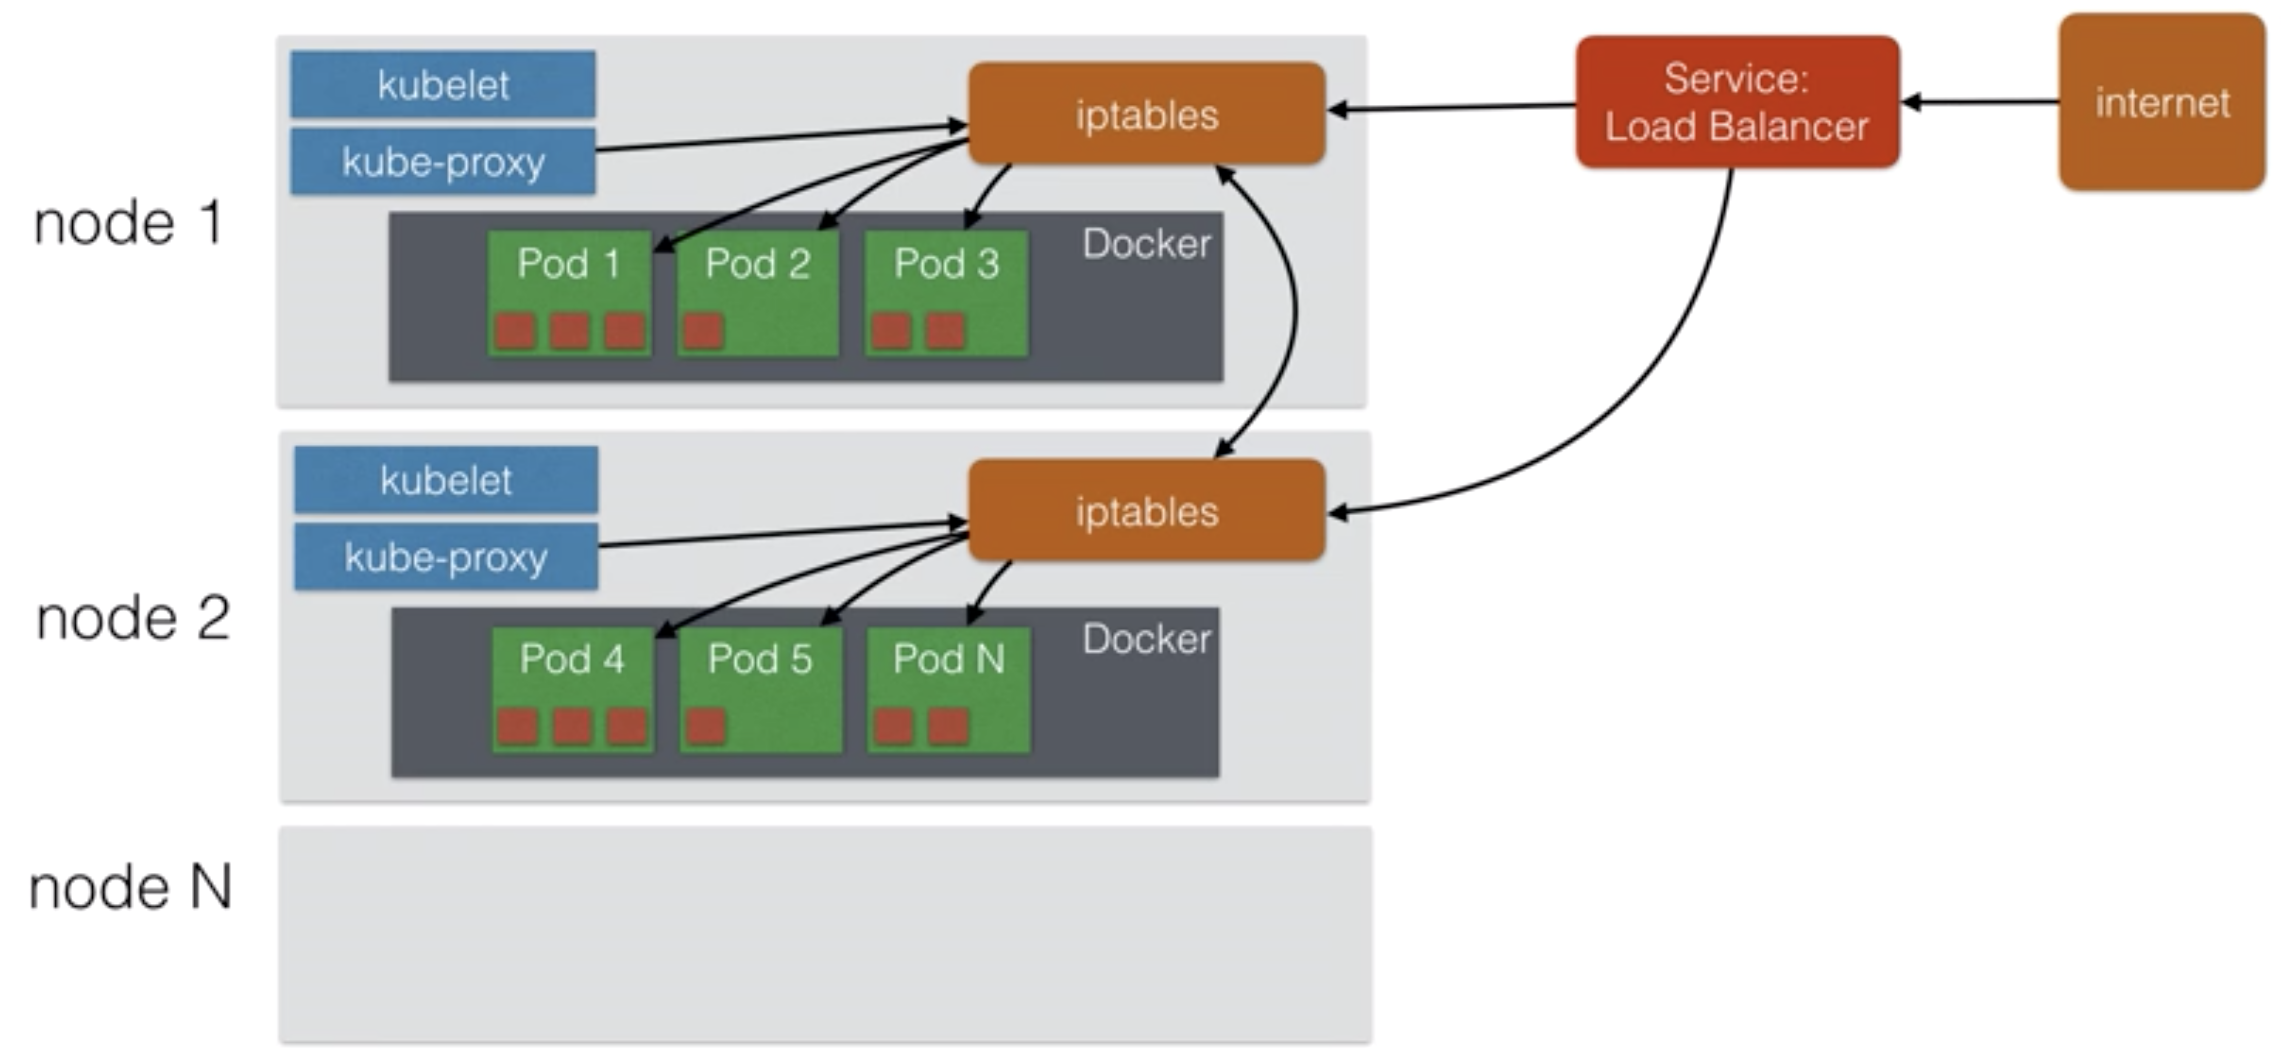 kubelet
kube-proxy
iptables
Service:
Load Balancer
internet
node 1
Docker
Pod 1
Pod 2
Pod 3
kubelet
kube-proxy
iptables
node 2
Docker
Pod 4
Pod 5
Pod N
node N